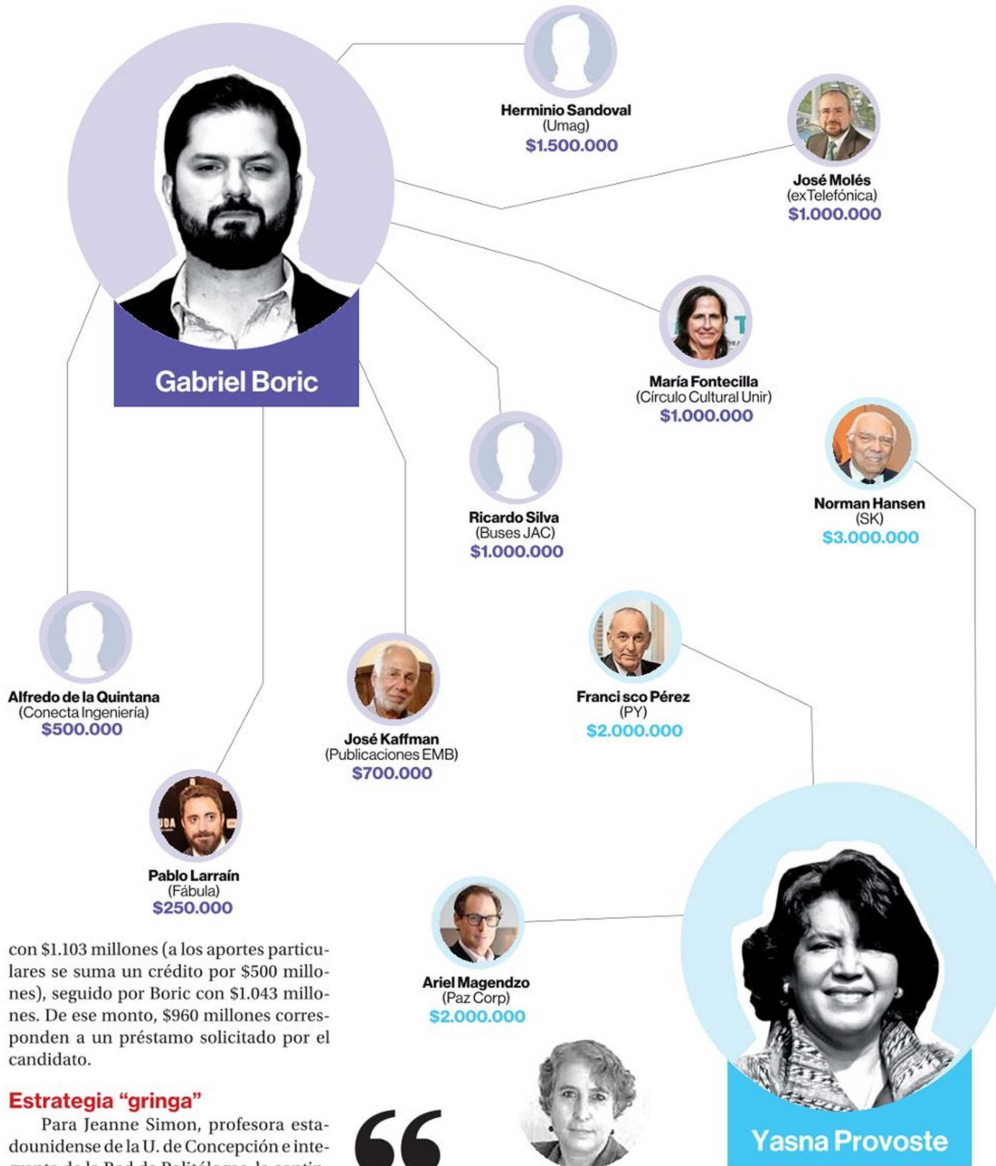 Herminio Sandoval
(Umag)
$1.500.000
José Molés
(exTelefónica)
$1.000.000
Gabriel Boric
María Fontecilla
(Círculo Cultural Unir)
$1.000.000
Norman Hansen
(SK)
$3.000.000
Ricardo Silva
(Buses JAC)
$1.000.000
Alfredo de la Quintana
(Conecta Ingeniería)
$500.000
José Kaffman
(Publicaciones EMB)
$700.000
Franci sco Pérez
(PY)
$2.000.000
Pablo Larraín
(Fábula)
$250.000
Ariel Magendzo
(Paz Corp)
$2.000.000
Yasna Provoste
con $1.103 millones (a los aportes particu-
lares se suma un crédito por $500 millo-
nes), seguido por Boric con $1.043 millo-
nes. De ese monto, $960 millones corres-
ponden a un préstamo solicitado por el
candidato.
Estrategia “gringa”
Para Jeanne Simon, profesora esta-
dounidense de la U. de Concepción e inte-
“